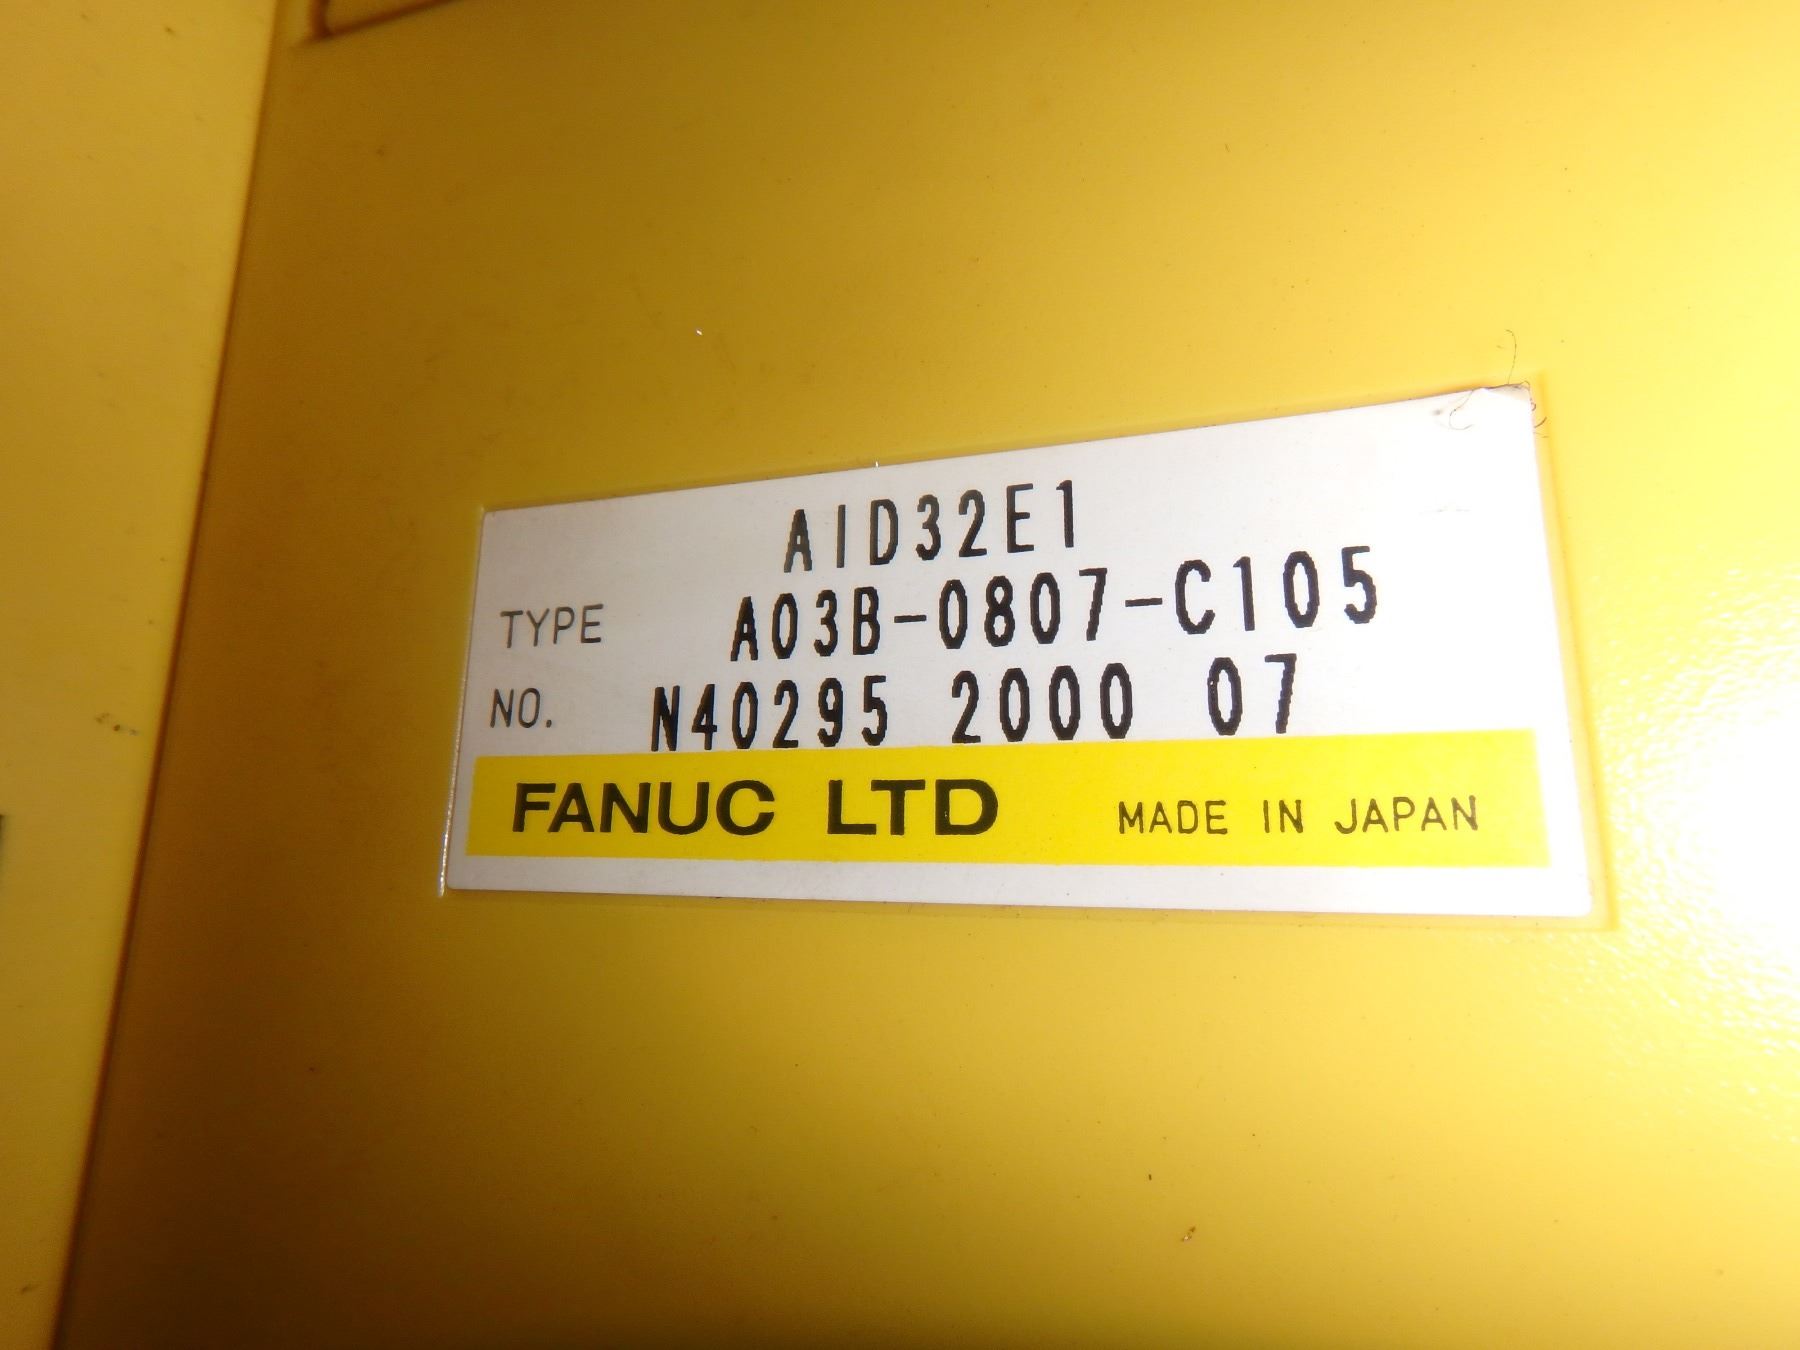 AID32E1
TYPE A03B-0807-C105
NO. N40295 2000 07
FANUC LTD MADE IN JAPAN